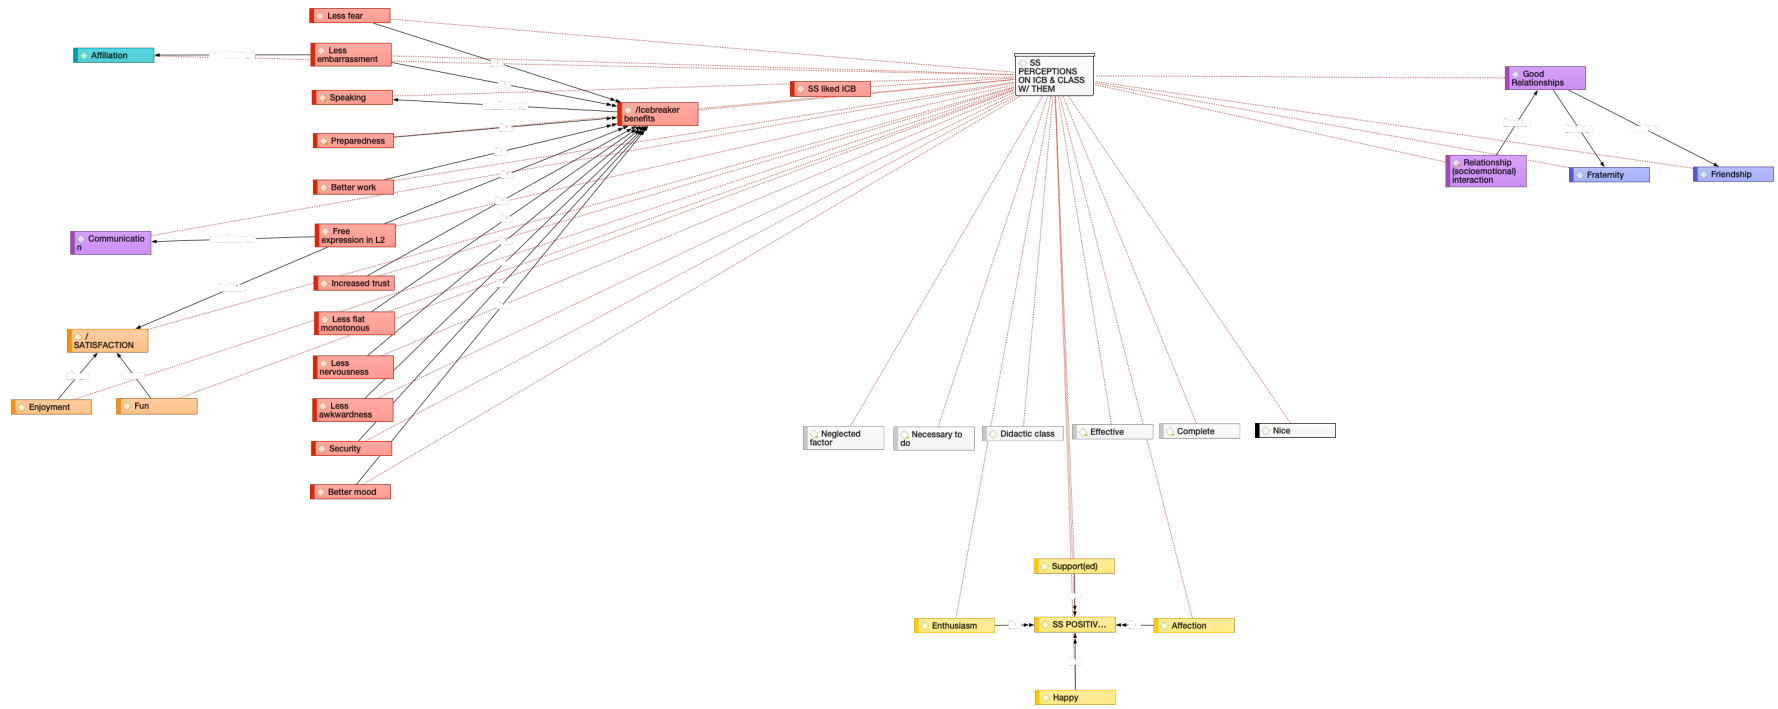 Less fear
Affiliation
Less
embarrassment
SS
PERCEPTIONS
ON ICB & CLASS
W/ THEM
Good
Relationships
SS liked ICB
Speaking
/Icebreaker
benefits
Preparedness
Relationship
(socioemotional)
interaction
Fraternity
Friendship
Better work
Communicatio
n
Free
expression in L2
Increased trust
Less flat
monotonous
/
SATISFACTION
Less
nervousness
Enjoyment
Fun
Less
awkwardness
Neglected
factor
Necessary to
do
Didactic class
Effective
Complete
Nice
Security
Better mood
Support(ed)
Enthusiasm
SS POSITIV...
Affection
Happy